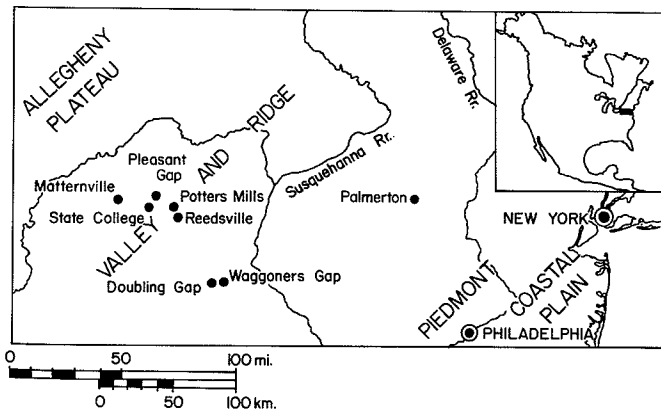 ALLEGHENY
PLATEAU
Delaware Rr.
VALLEY AND RIDGE
Susquehanna Rr.
Pleasant
Gap
Matternville
Potters Mills
State College
Reedsville
Palmerton
NEW YORK
Doubling Gap
Waggoners Gap
PIEDMONT
COASTAL
PLAIN
PHILADELPHIA
0 50 100 mi.
0 50 100 km.